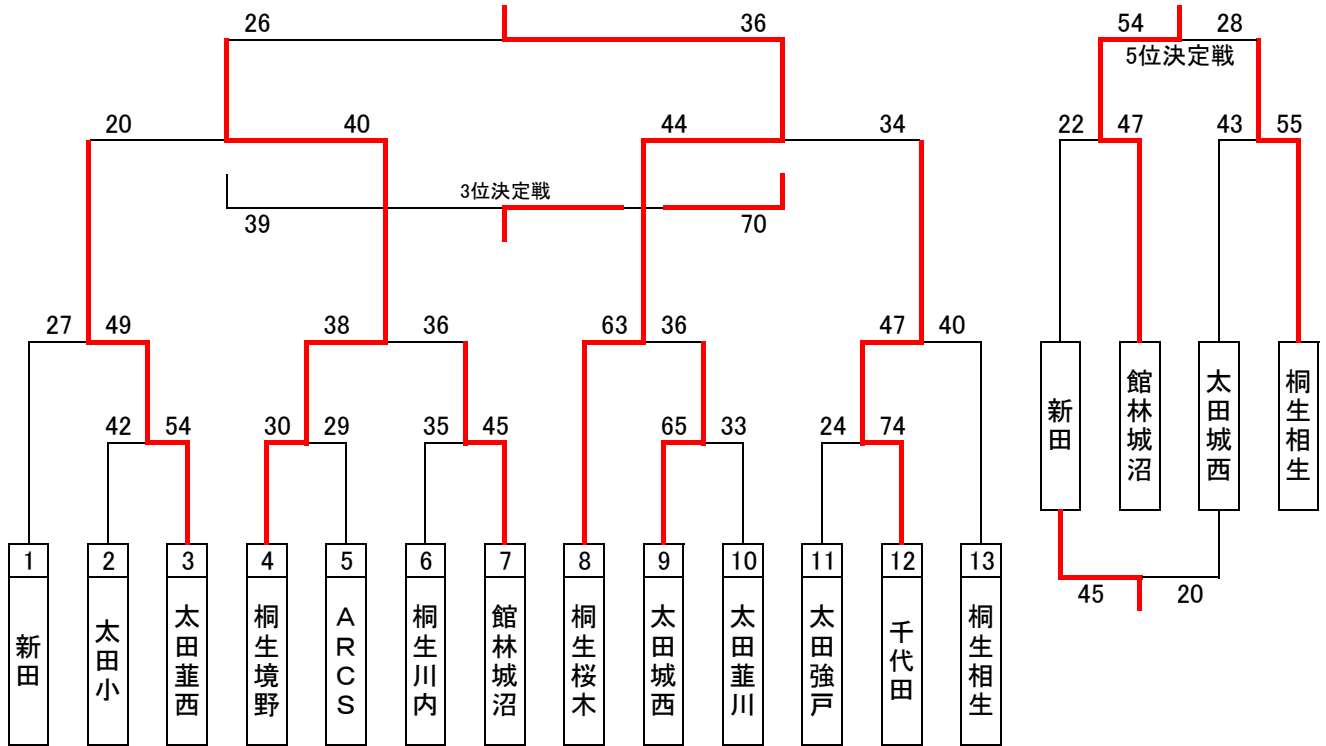 26 36 54 28
5位決定戦
20 40 44 34 22 47 43 55
3位決定戦
39 70
27 49 38 36 63 36 47 40
42 54 30 29 35 45 65 33 24 74
新田
館林城沼
太田城西
桐生相生
45 20
1 2 3 4 5 6 7 8 9 10 11 12 13
新田
太田小
太田韮西
桐生境野
ARCS
桐生川内
館林城沼
桐生桜木
太田城西
太田韮川
太田強戸
千代田
桐生相生